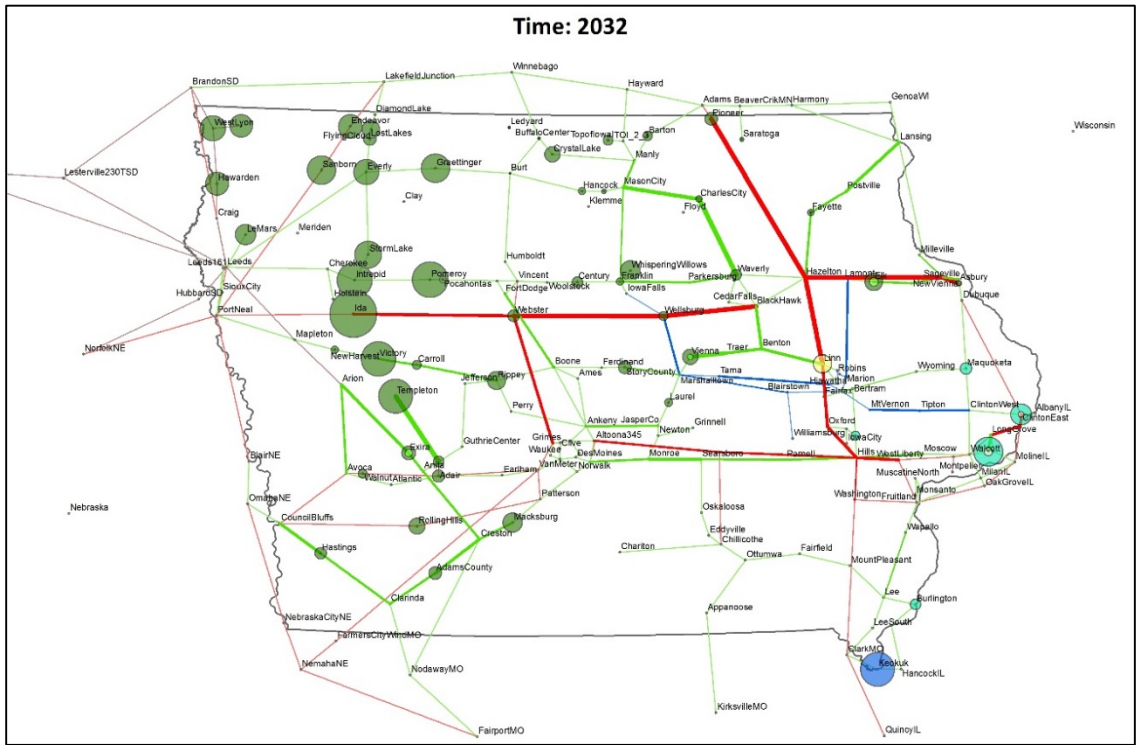 Time: 2032
Winnebago
LakefieldJunction
BrandonSD
Hayward
Adams
BeaverCrikMN
Harmony
GenoaWI
DiamondLake
Pioneer
WestLyon
Endeavor
Ledyard
Wisconsin
FlyingCloud
LostLakes
BuffaloCenter
TopoflowalTOI_2_3
Barton
Saratoga
Lansing
CrystalLake
Manly
Lesterville230TSD
Sanborn
Everly
Graettinger
Burt
Hawarden
MasonCity
Postville
Hancock
CharlesCity
Clay
Klemme
Floyd
Fayette
Craig
LeMars
Meriden
StormLake
Milleville
Leeds161
Leeds
Humboldt
Cherokee
Intrepid
Pomeroy
Pocahontas
Vincent
Century
WhisperingWillows
Franklin
Parkersburg
Waverly
Hazelton
Lamont
Sageville
Asbury
SiouxCity
FortDodge
Woolstock
IowaFalls
NewVienna
HubbardSD
Holstein
CedarFalls
BlackHawk
Dubuque
PortNeal
Ida
Webster
Wellsburg
Mapleton
NorfolkNE
NewHarvest
Victory
Carroll
Boone
Ferdinand
Vienna
Traer
Benton
Linn
Wyoming
Maquoketa
Arion
Jefferson
Rippey
Ames
StoryCounty
Marshalltown
Tama
Robins
Hiawatha
Marion
Templeton
Blairstown
Fairfax
Bertram
Perry
Laurel
MtVernon
Tipton
ClintonWest
AlbanyIL
ClintonEast
Ankeny
JasperCo
Grinnell
GuthrieCenter
Grimes
Clive
Altoona345
Newton
Williamsburg
Oxford
IowaCity
LongGrove
Exira
Waukee
DesMoines
Hills
Walcott
BlairNE
Anita
Avoca
Adair
Earlham
VanMeter
Norwalk
Monroe
Searsboro
Parnell
WestLiberty
Moscow
MolineIL
Walnut
Atlantic
Montpelier
MilanIL
MuscatineNorth
OakGroveIL
OmahaNE
Patterson
Washington
Fruitland
Monsanto
Nebraska
CouncilBluffs
RollingHills
Macksburg
Oskaloosa
Creston
Eddyville
Chillicothe
Wapallo
Hastings
Chariton
Ottumwa
Fairfield
MountPleasant
AdamsCounty
Clarinda
Lee
Burlington
Appanoose
NebraskaCityNE
LeeSouth
FarmersCityWindMO
ClarkMO
NemahaNE
NodawayMO
Keokuk
HancockIL
KirksvilleMO
FairportMO
QuincyIL